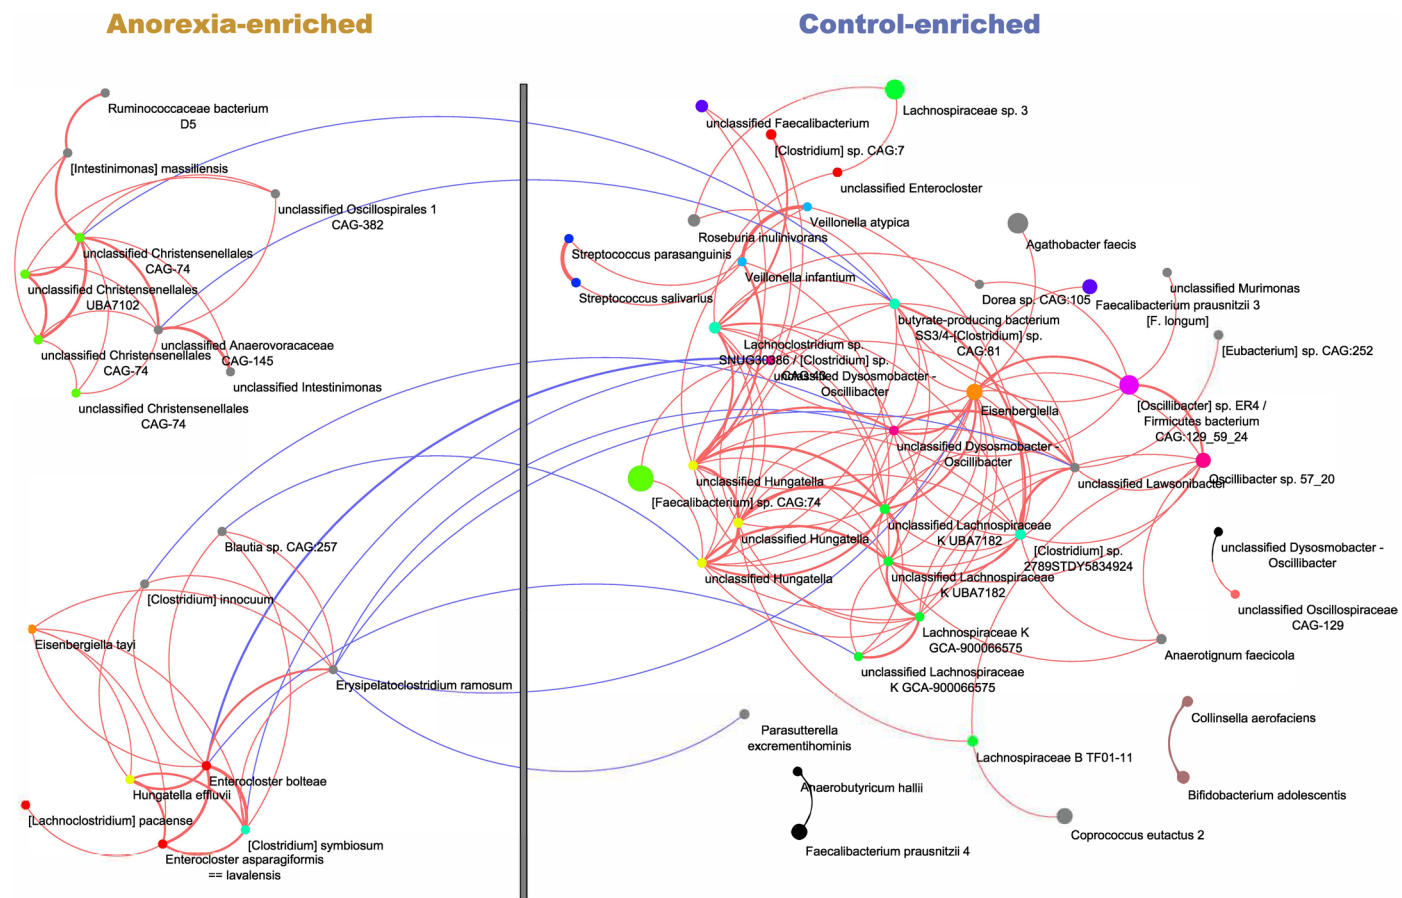 Anorexia-enriched
Control-enriched
Ruminococcaceae bacterium
D5
[Intestinimonas] massiliensis
unclassified Oscillospirales 1
CAG-382
unclassified Christensenellales
CAG-74
unclassified Christensenellales
UBA7102
unclassified Anaerovoracaceae
CAG-145
unclassified Christensenellales
CAG-74
unclassified Intestinimonas
unclassified Christensenellales
CAG-74
Blautia sp. CAG:257
[Clostridium] innocuum
Eisenbergiella tayi
Erysipelatoclostridium ramosum
Enterocloster bolteae
Hungatella effluvii
[Lachnoclostridium] pacaense
[Clostridium] symbiosum
Enterocloster asparagiformis
== lavalensis
Lachnospiraceae sp. 3
unclassified Faecalibacterium
[Clostridium] sp. CAG:7
unclassified Enterocloster
Veillonella atypica
Roseburia inulinivorans
Streptococcus parasanguinis
Veillonella infantium
Streptococcus salivarius
Agathobacter faecis
Dorea sp. CAG:105
Faecalibacterium prausnitzii 3
[F. longum]
unclassified Murimonas
[Eubacterium] sp. CAG:252
butyrate-producing bacterium
SS3/4-[Clostridium] sp.
CAG:81
Lachnoclostridium sp.
SNUG30386 / [Clostridium] sp.
CAG:43
unclassified Dysosmobacter -
Oscillibacter
Eisenbergiella
[Oscillibacter] sp. ER4 /
Firmicutes bacterium
CAG:129_59_24
unclassified Dysosmobacter -
Oscillibacter
unclassified Lawsonibacter
Oscillibacter sp. 57_20
unclassified Hungatella
[Faecalibacterium] sp. CAG:74
unclassified Hungatella
unclassified Hungatella
unclassified Lachnospiraceae
K UBA7182
[Clostridium] sp.
2789STDY5834924
unclassified Lachnospiraceae
K UBA7182
unclassified Dysosmobacter -
Oscillibacter
unclassified Oscillospiraceae
CAG-129
Lachnospiraceae K
GCA-900066575
Anaerotignum faecicola
unclassified Lachnospiraceae
K GCA-900066575
Parasutterella
excrementihominis
Lachnospiraceae B TF01-11
Collinsella aerofaciens
Anaerobutyricum hallii
Bifidobacterium adolescentis
Coprococcus eutactus 2
Faecalibacterium prausnitzii 4